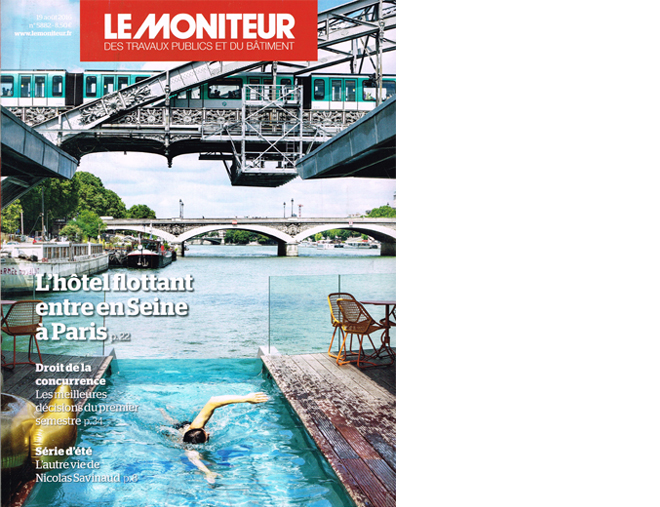 www.lemoniteur.fr
LE MONITEUR
DES TRAVAUX PUBLICS ET DU BÂTIMENT
L'hôtel flottant
entre en Seine
à Paris p.22
Droit de la
concurrence
Les meilleures
décisions du premier
semestre p.34
Série d'été
L'autre vie de
Nicolas Savinaud